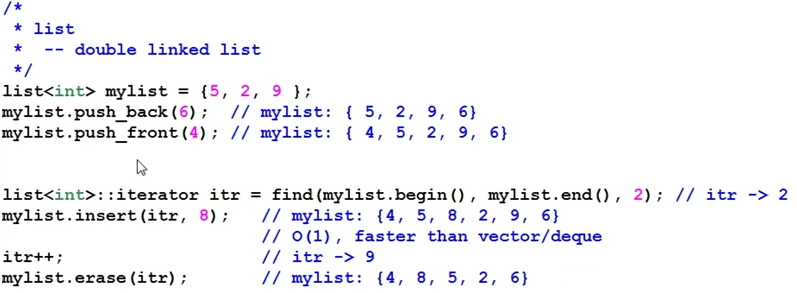 /*
 * list
 *  -- double linked list
 */
list<int> mylist = {5, 2, 9 };
mylist.push_back(6);  // mylist: { 5, 2, 9, 6}
mylist.push_front(4); // mylist: { 4, 5, 2, 9, 6}
list<int>::iterator itr = find(mylist.begin(), mylist.end(), 2); // itr -> 2
mylist.insert(itr, 8);   // mylist: {4, 5, 8, 2, 9, 6}
                         // O(1), faster than vector/deque
itr++;                   // itr -> 9
mylist.erase(itr);       // mylist: {4, 8, 5, 2, 6}